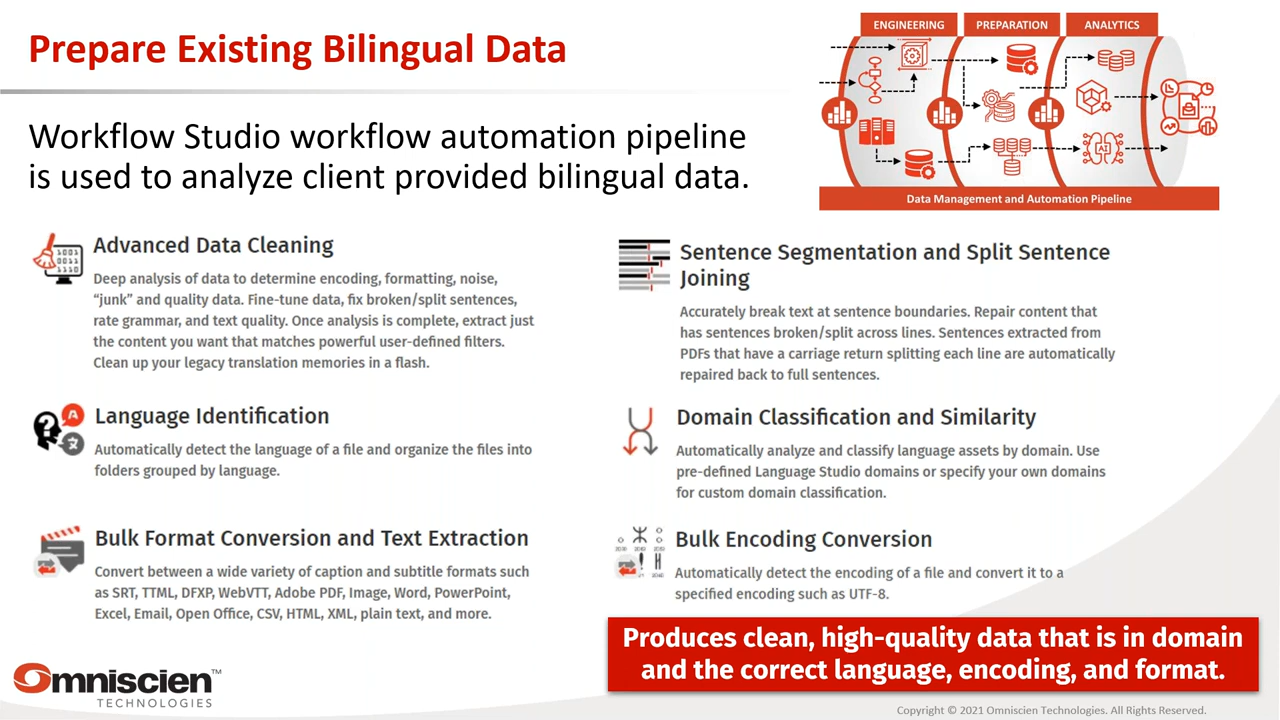 Prepare Existing Bilingual Data
ENGINEERING
PREPARATION
ANALYTICS
AI
Data Management and Automation Pipeline
Workflow Studio workflow automation pipeline
is used to analyze client provided bilingual data.
1001
0011
1110
Advanced Data Cleaning
Deep analysis of data to determine encoding, formatting, noise,
“junk” and quality data. Fine-tune data, fix broken/split sentences,
rate grammar, and text quality. Once analysis is complete, extract just
the content you want that matches powerful user-defined filters.
Clean up your legacy translation memories in a flash.
A
Language Identification
Automatically detect the language of a file and organize the files into
folders grouped by language.
Bulk Format Conversion and Text Extraction
Convert between a wide variety of caption and subtitle formats such
as SRT, TTML, DFXP, WebVTT, Adobe PDF, Image, Word, PowerPoint,
Excel, Email, Open Office, CSV, HTML, XML, plain text, and more.
Sentence Segmentation and Split Sentence
Joining
Accurately break text at sentence boundaries. Repair content that
has sentences broken/split across lines. Sentences extracted from
PDFs that have a carriage return splitting each line are automatically
repaired back to full sentences.
Domain Classification and Similarity
Automatically analyze and classify language assets by domain. Use
pre-defined Language Studio domains or specify your own domains
for custom domain classification.
Bulk Encoding Conversion
Automatically detect the encoding of a file and convert it to a
specified encoding such as UTF-8.
Produces clean, high-quality data that is in domain
and the correct language, encoding, and format.
Omniscien™
TECHNOLOGIES
Copyright © 2021 Omniscien Technologies. All Rights Reserved.